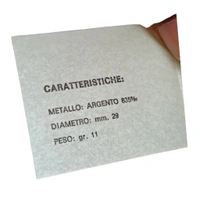 CARATTERISTICHE:
METALLO: ARGENTO 835‰
DIAMETRO: mm. 28
PESO: gr. 11